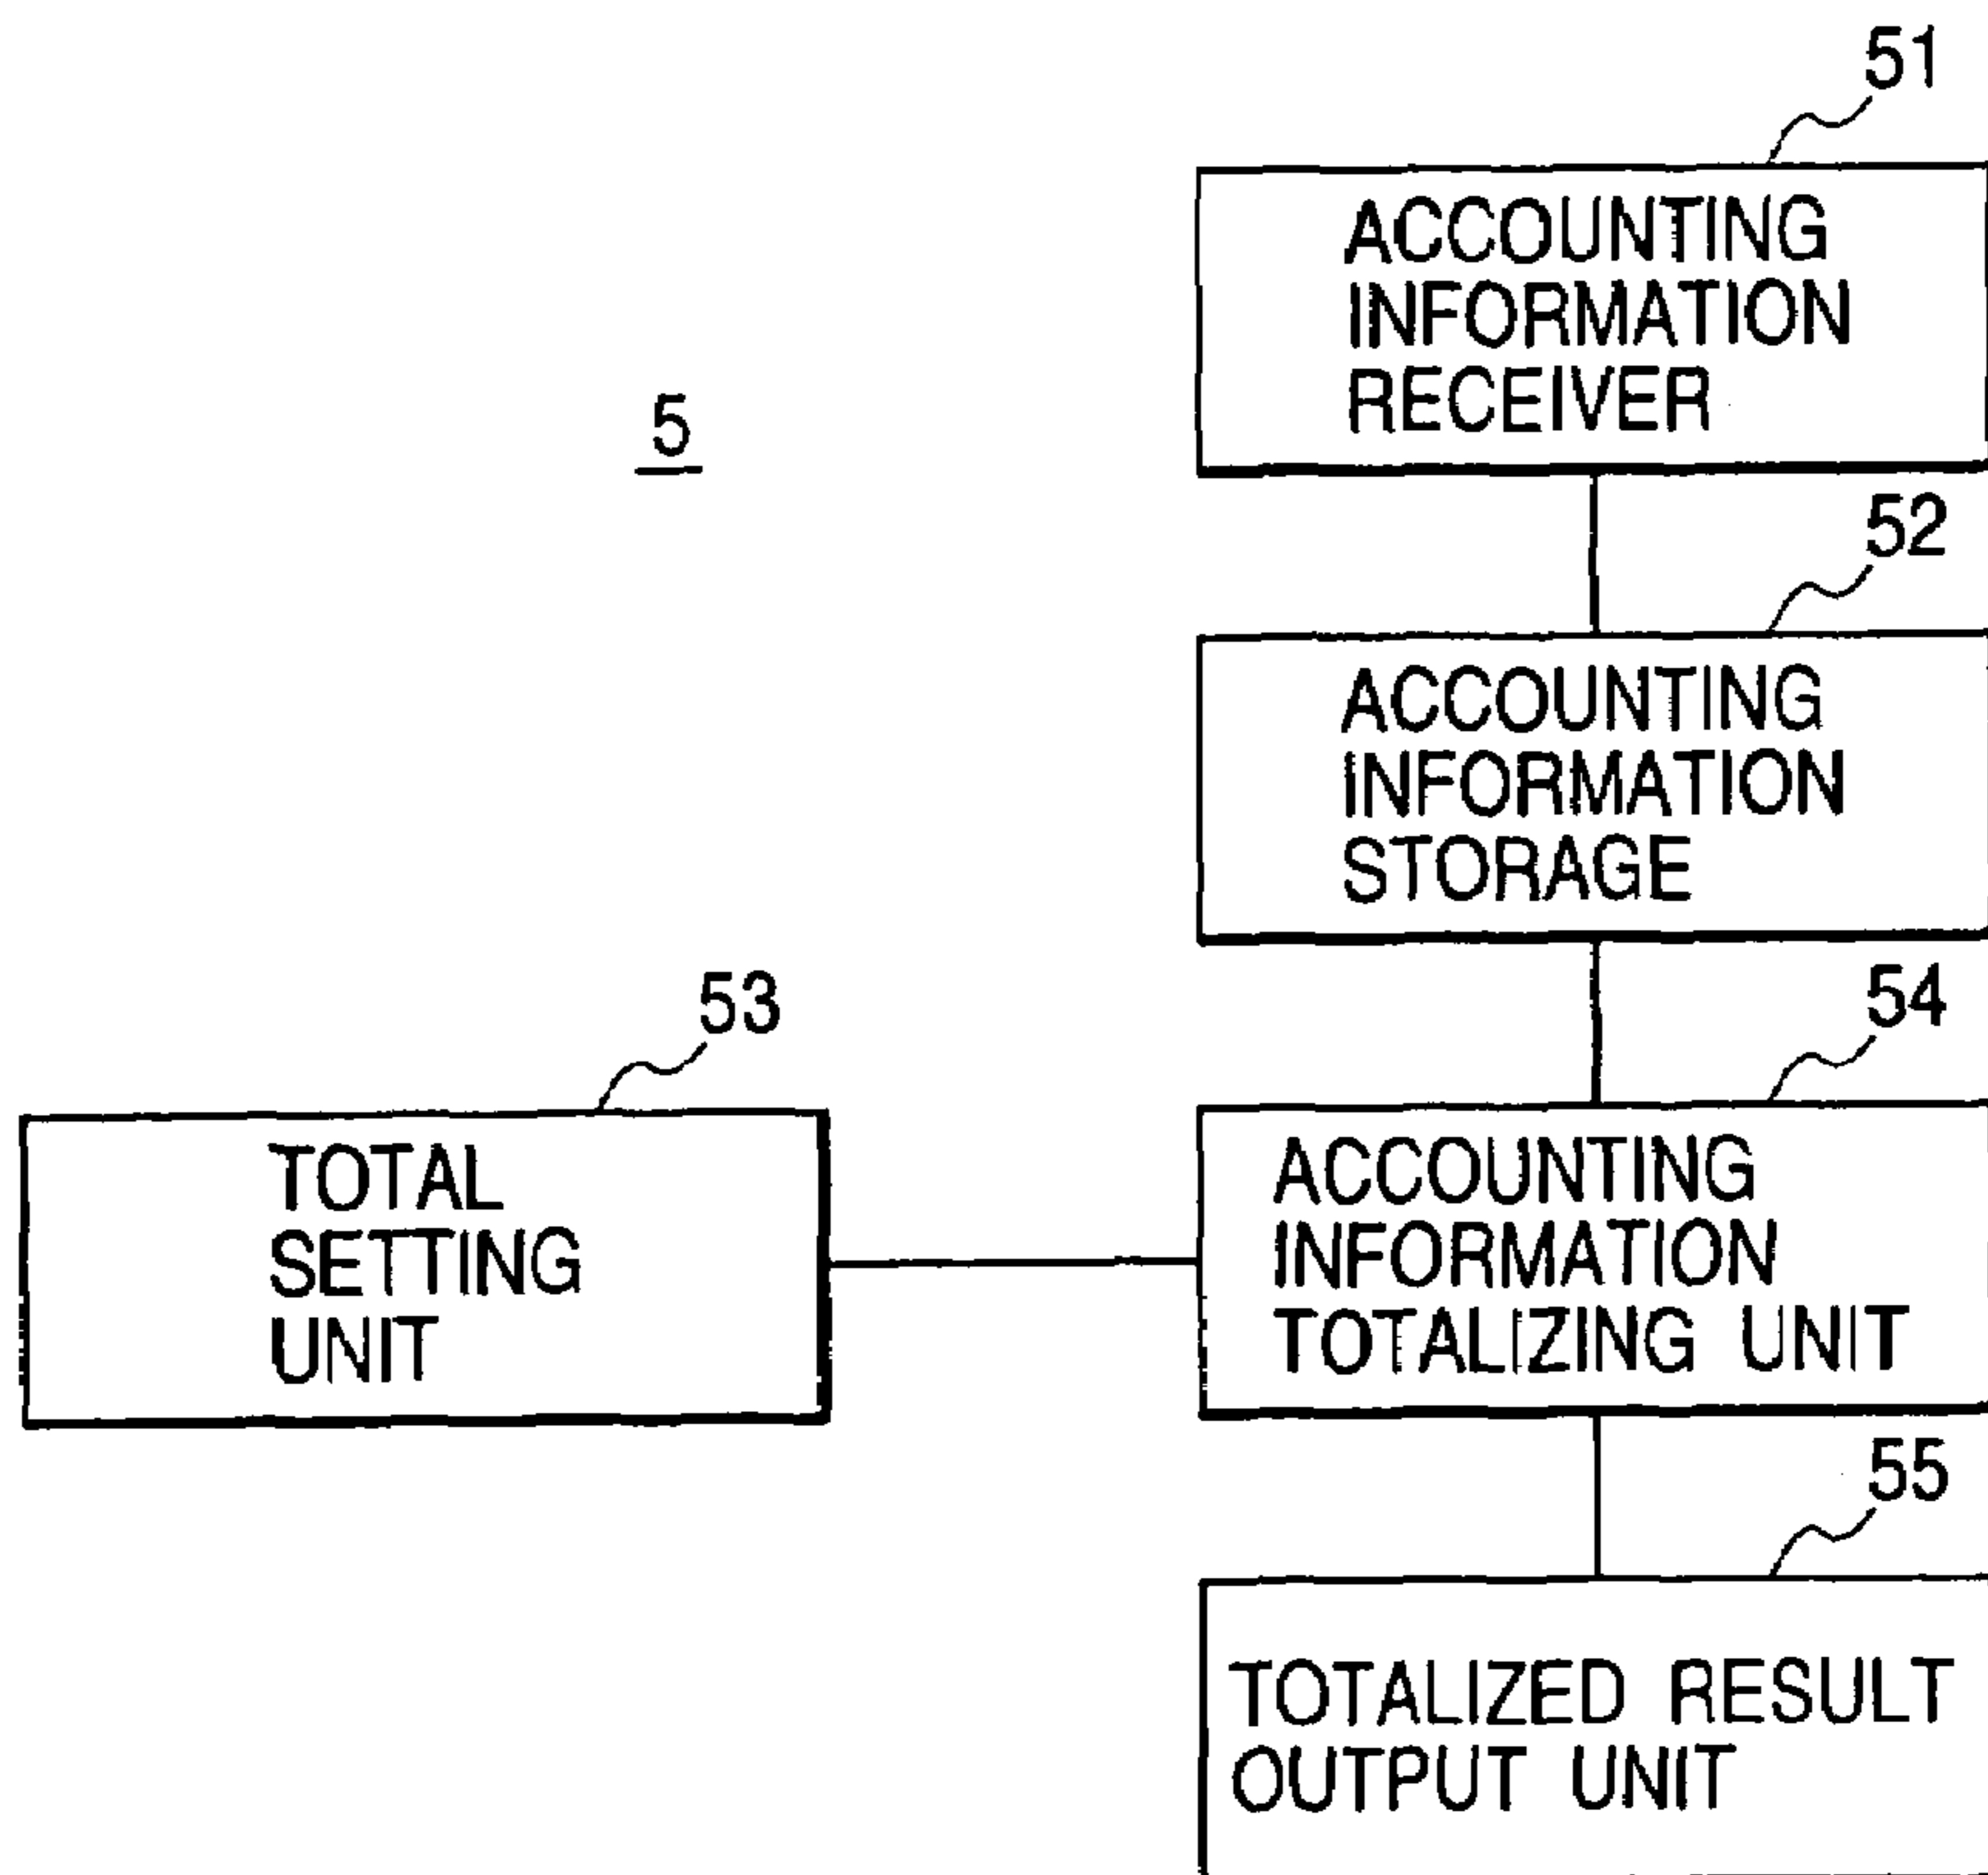 51
ACCOUNTING
INFORMATION
RECEIVER
5
52
ACCOUNTING
INFORMATION
STORAGE
53
TOTAL
SETTING
UNIT
54
ACCOUNTING
INFORMATION
TOTALIZING UNIT
55
TOTALIZED RESULT
OUTPUT UNIT